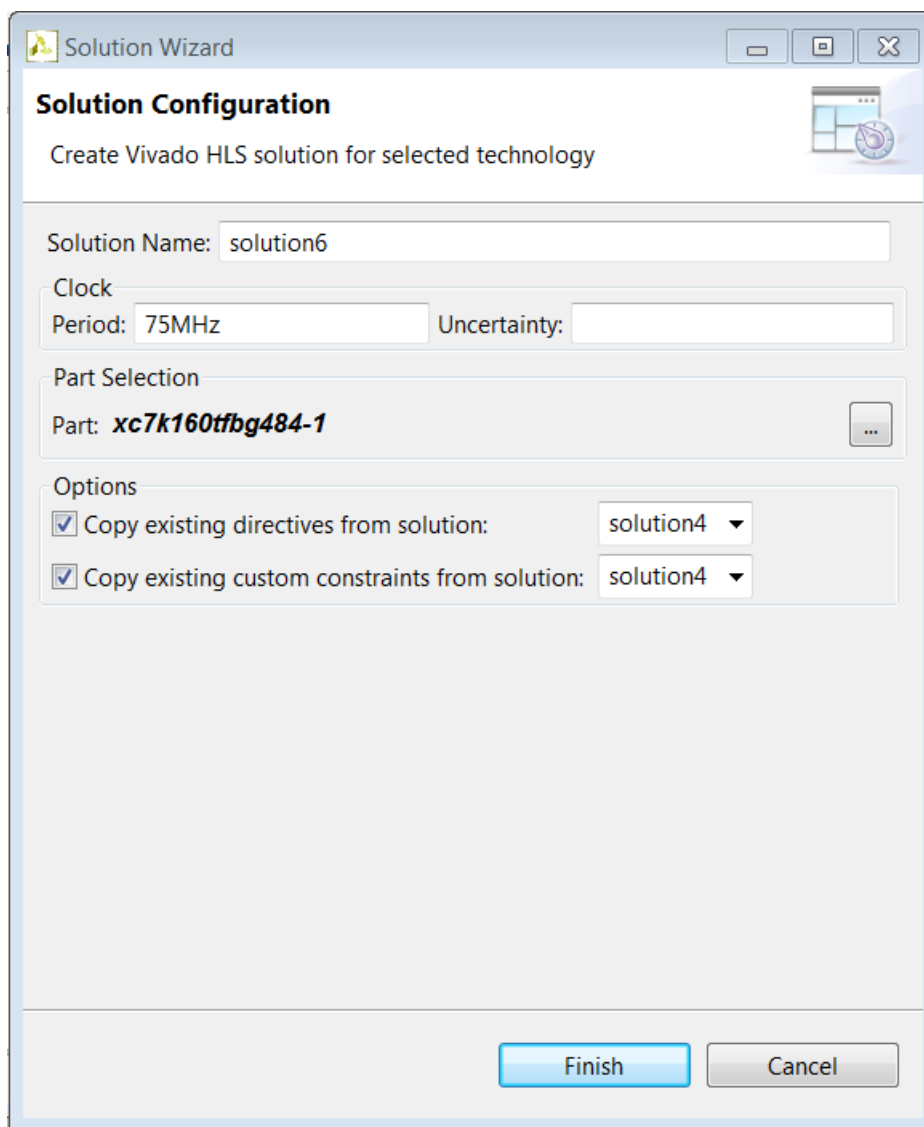 Solution Wizard
Solution Configuration
Create Vivado HLS solution for selected technology
Solution Name: solution6
Clock
Period: 75MHz Uncertainty:
Part Selection
Part: xc7k160tfbg484-1 ...
Options
Copy existing directives from solution: solution4
Copy existing custom constraints from solution: solution4
Finish Cancel